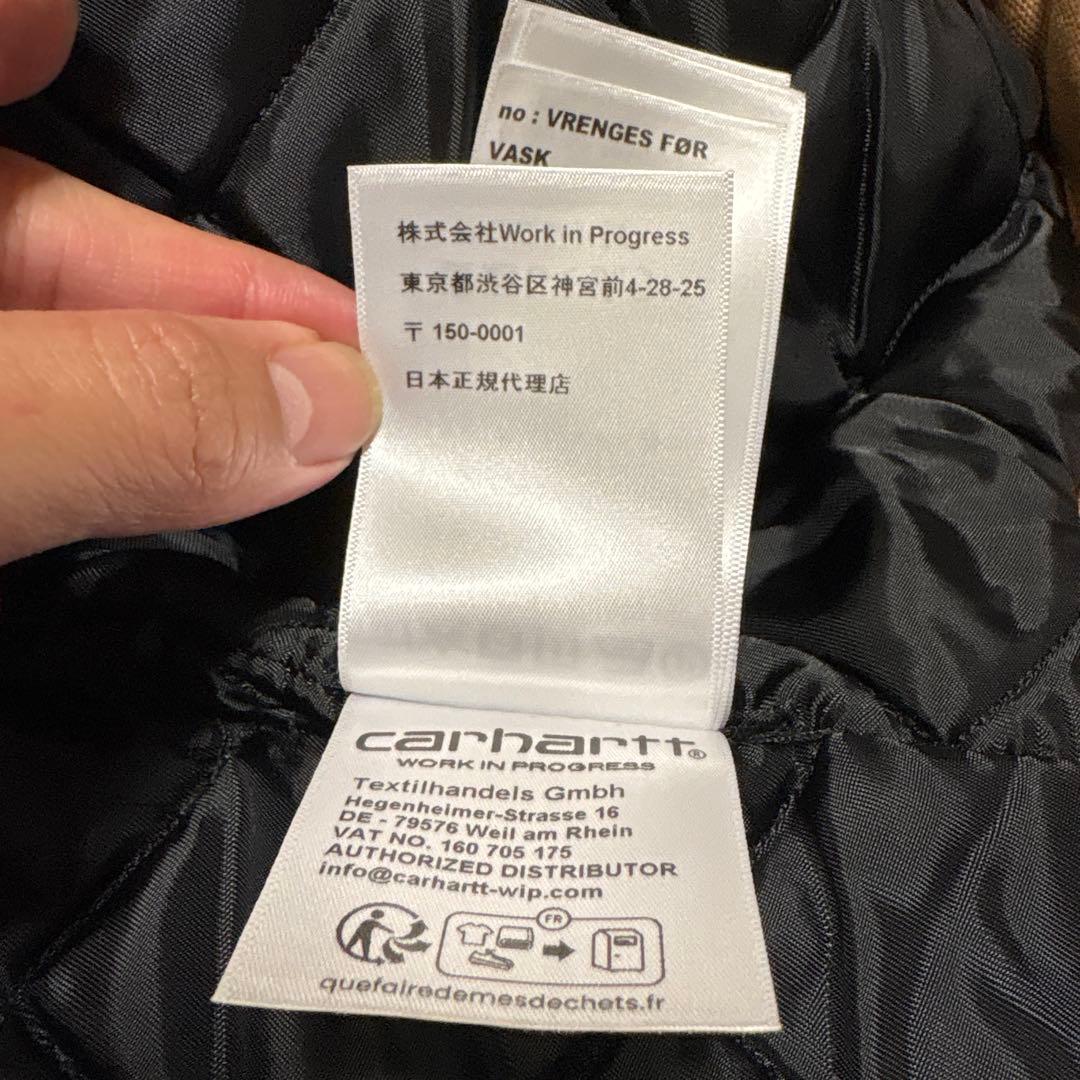 no : VRENGES FØR
VASK
株式会社Work in Progress
東京都渋谷区神宮前4-28-25
〒 150-0001
日本正規代理店
carhartt®
WORK IN PROGRESS
Textilhandels Gmbh
Hegenheimer-Strasse 16
DE - 79576 Weil am Rhein
VAT NO. 160 705 175
AUTHORIZED DISTRIBUTOR
info@carhartt-wip.com
FR
quefairedemesdechets.fr